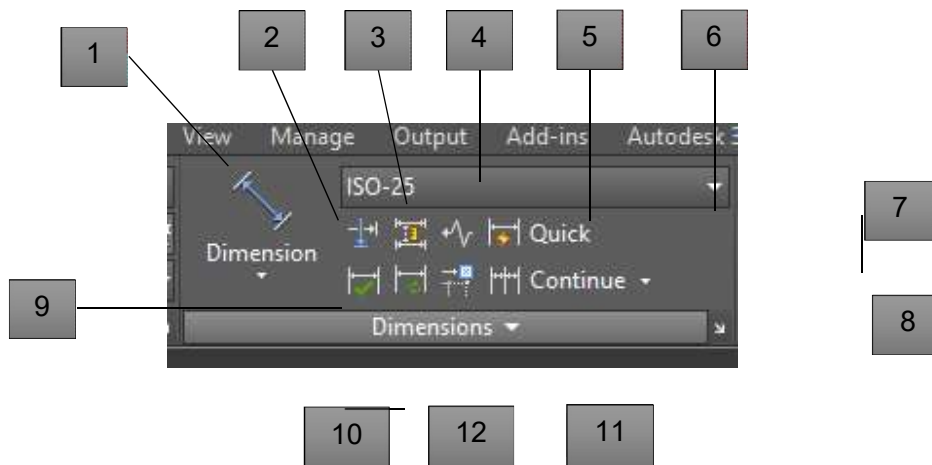 1 2 3 4 5 6
View Manage Output Add-ins Autodesk
ISO-25
7
Quick
Dimension
Continue
9
8
Dimensions
10 12 11